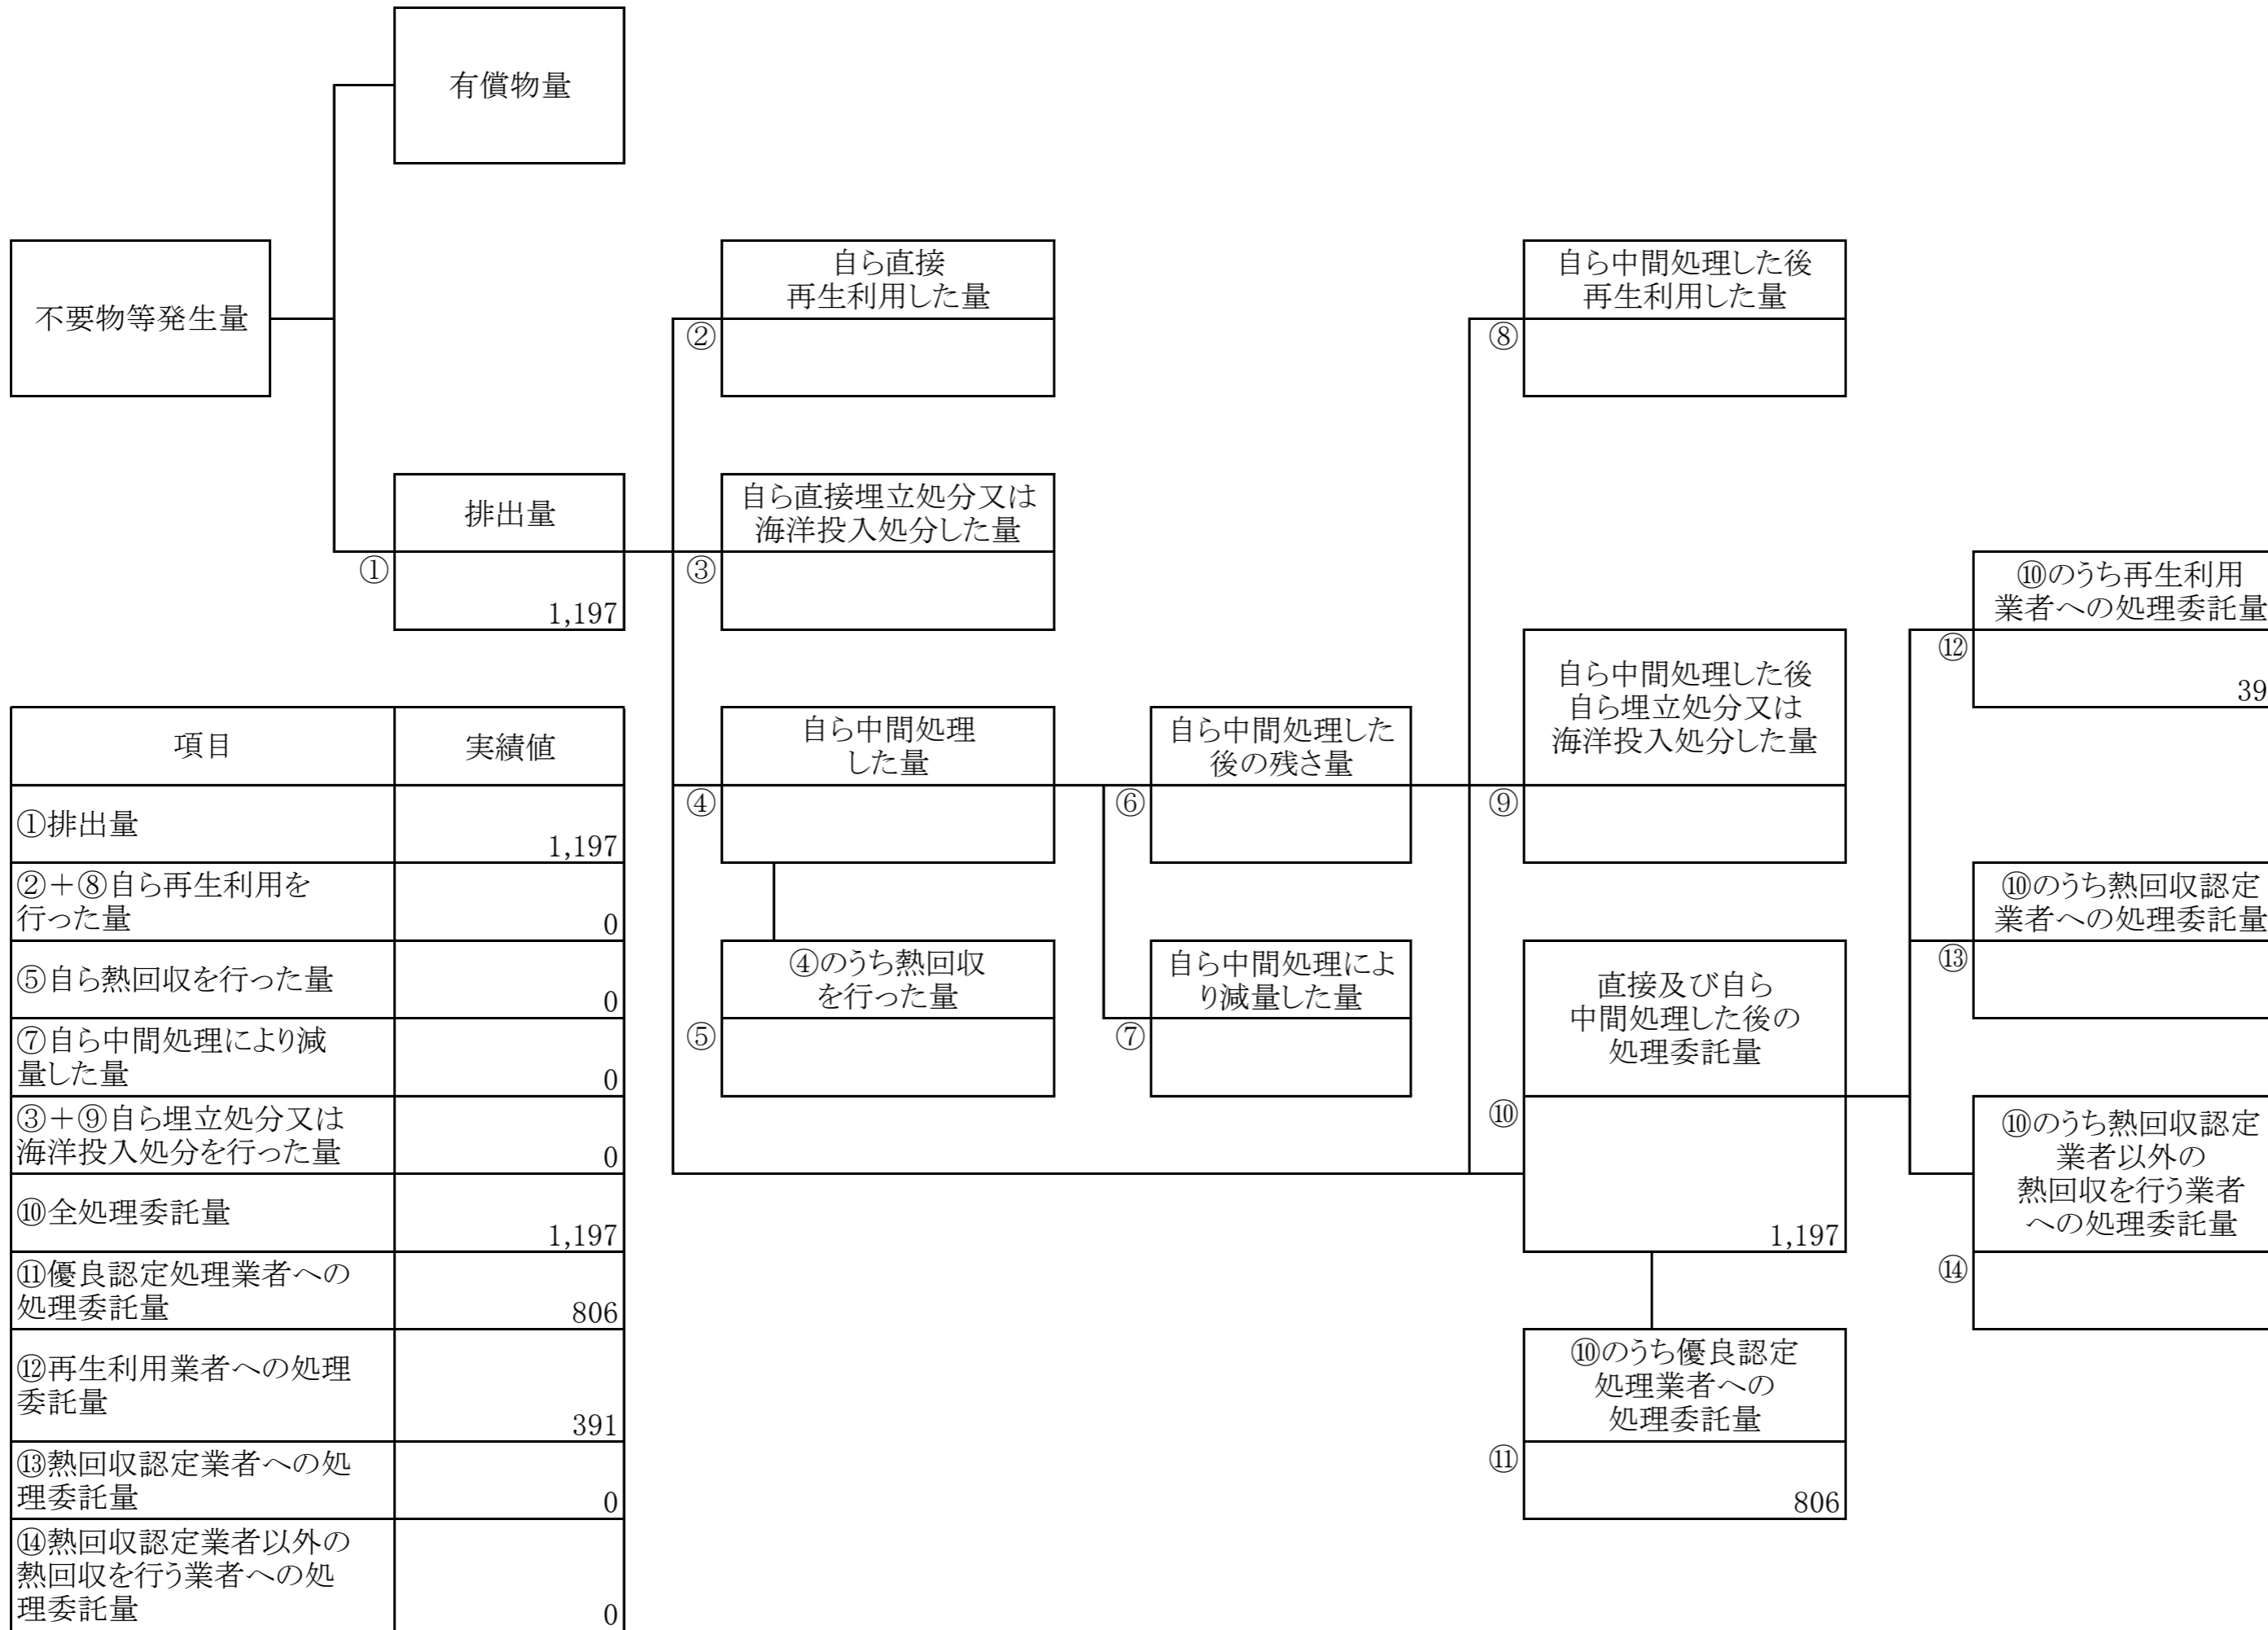 有償物量
不要物等発生量
自ら直接
再生利用した量
②
自ら中間処理した後
再生利用した量
⑧
排出量
①
1,197
自ら直接埋立処分又は
海洋投入処分した量
③
⑩のうち再生利用
業者への処理委託量
⑫
39
自ら中間処理した後
自ら埋立処分又は
海洋投入処分した量
⑨
自ら中間処理
した量
④
自ら中間処理した
後の残さ量
⑥
⑩のうち熱回収認定
業者への処理委託量
⑬
④のうち熱回収
を行った量
⑤
自ら中間処理によ
り減量した量
⑦
直接及び自ら
中間処理した後の
処理委託量
⑩
1,197
⑩のうち熱回収認定
業者以外の
熱回収を行う業者
への処理委託量
⑭
⑩のうち優良認定
処理業者への
処理委託量
⑪
806
項目
実績値
①排出量
1,197
②＋⑧自ら再生利用を
行った量
0
⑤自ら熱回収を行った量
0
⑦自ら中間処理により減
量した量
0
③＋⑨自ら埋立処分又は
海洋投入処分を行った量
0
⑩全処理委託量
1,197
⑪優良認定処理業者への
処理委託量
806
⑫再生利用業者への処理
委託量
391
⑬熱回収認定業者への処
理委託量
0
⑭熱回収認定業者以外の
熱回収を行う業者への処
理委託量
0